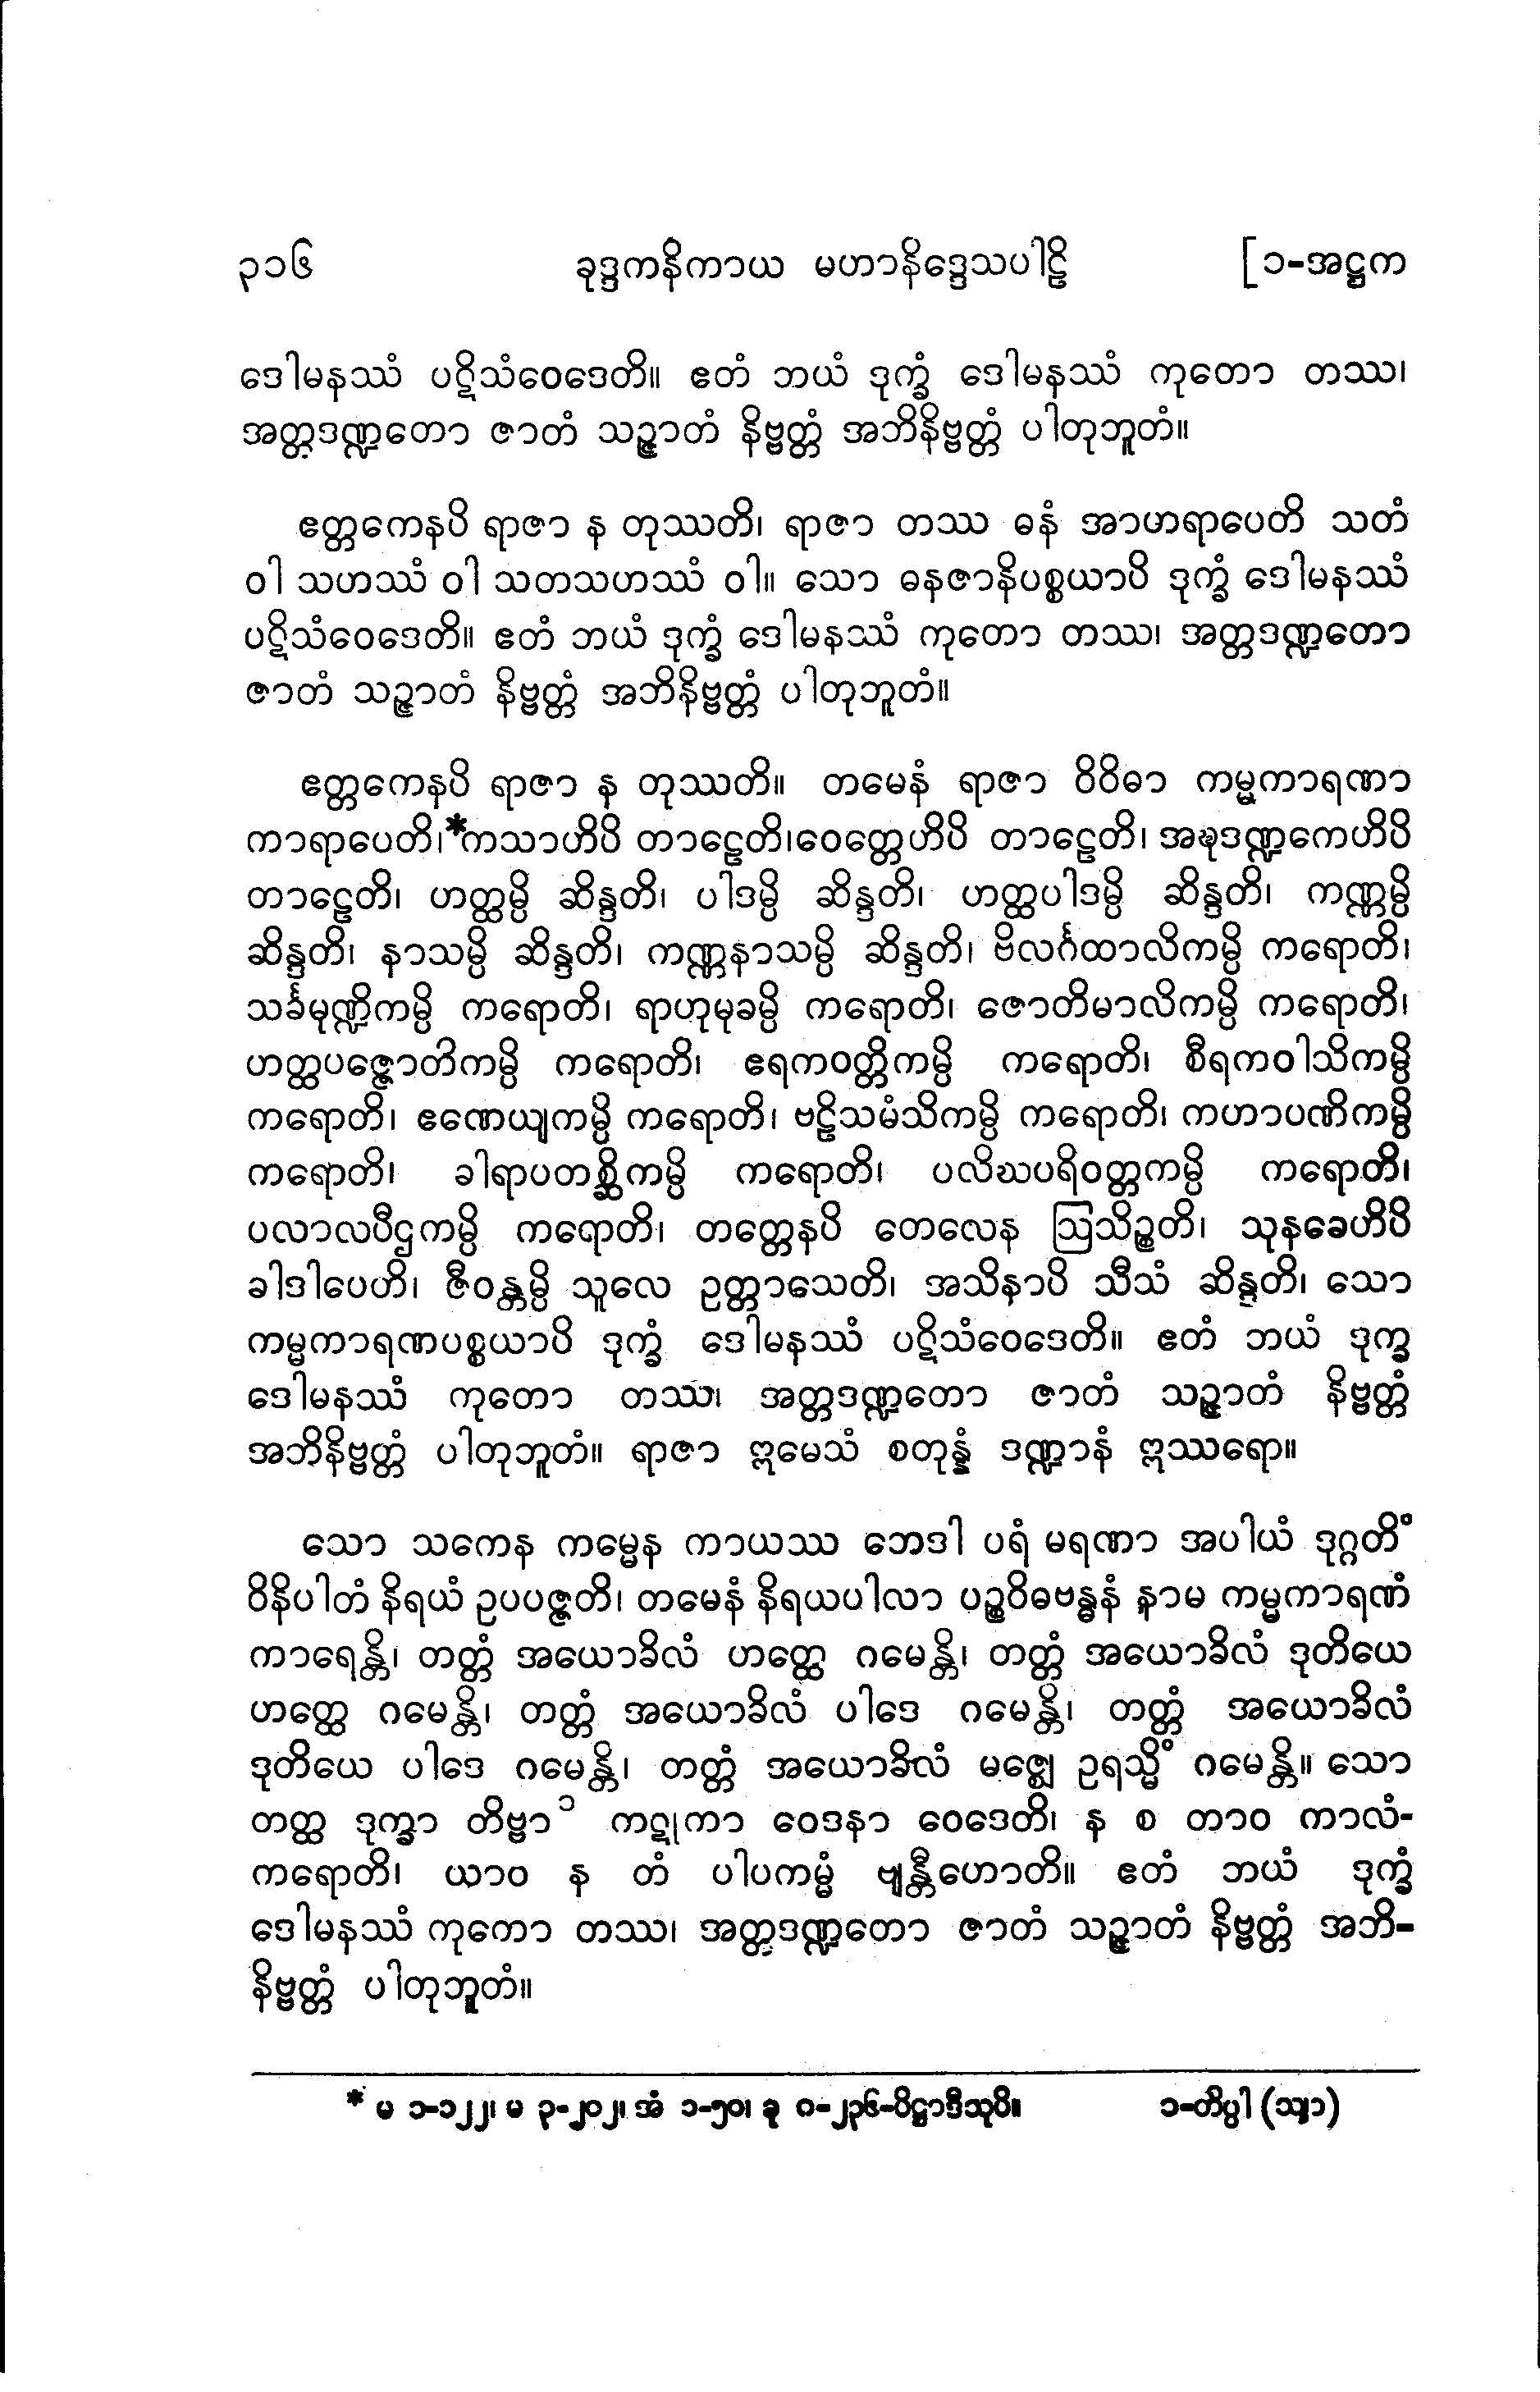 ၃၁၆ ခုဒ္ဒကနိကာယ မဟာနိဒ္ဒေသပါဠိ [၁-အဋ္ဌက
ဒေါမနဿံ ပဋိသံဝေဒေတိ။ ဧတံ ဘယံ ဒုက္ခံ ဒေါမနဿံ ကုတော တဿ၊
အတ္တဒဏ္ဍတော ဇာတံ သဉ္ဇာတံ နိဗ္ဗတ္တံ အဘိနိဗ္ဗတ္တံ ပါတုဘူတံ။
ဧတ္တကေနပိ ရာဇာ န တုဿတိ၊ ရာဇာ တဿ ဓနံ အာဟရာပေတိ သတံ
ဝါ သဟဿံ ဝါ သတသဟဿံ ဝါ။ သော ဓနဇာနိပစ္စယာပိ ဒုက္ခံ ဒေါမနဿံ
ပဋိသံဝေဒေတိ။ ဧတံ ဘယံ ဒုက္ခံ ဒေါမနဿံ ကုတော တဿ၊ အတ္တဒဏ္ဍတော
ဇာတံ သဉ္ဇာတံ နိဗ္ဗတ္တံ အဘိနိဗ္ဗတ္တံ ပါတုဘူတံ။
ဧတ္တကေနပိ ရာဇာ န တုဿတိ။ တမေနံ ရာဇာ ဝိဝိဓာ ကမ္မကာရဏာ
ကာရာပေတိ၊*ကသာဟိပိ တာဠေတိ၊ဝေတ္တေဟိပိ တာဠေတိ၊ အဍ္ဎဒဏ္ဍကေဟိပိ
တာဠေတိ၊ ဟတ္ထမ္ပိ ဆိန္ဒတိ၊ ပါဒမ္ပိ ဆိန္ဒတိ၊ ဟတ္ထပါဒမ္ပိ ဆိန္ဒတိ၊ ကဏ္ဏမ္ပိ
ဆိန္ဒတိ၊ နာသမ္ပိ ဆိန္ဒတိ၊ ကဏ္ဏနာသမ္ပိ ဆိန္ဒတိ၊ ဗိလင်္ဂထာလိကမ္ပိ ကရောတိ၊
သင်္ခမုဏ္ဍိကမ္ပိ ကရောတိ၊ ရာဟုမုခမ္ပိ ကရောတိ၊ ဇောတိမာလိကမ္ပိ ကရောတိ၊
ဟတ္ထပဇ္ဇောတိကမ္ပိ ကရောတိ၊ ဧရကဝတ္တိကမ္ပိ ကရောတိ၊ စီရကဝါသိကမ္ပိ
ကရောတိ၊ ဧဏေယျကမ္ပိ ကရောတိ၊ ဗဠိသမံသိကမ္ပိ ကရောတိ၊ ကဟာပဏိကမ္ပိ
ကရောတိ၊ ခါရာပတစ္ဆိကမ္ပိ ကရောတိ၊ ပလိဃပရိဝတ္တကမ္ပိ ကရောတိ၊
ပလာလပီဌကမ္ပိ ကရောတိ၊ တတ္တေနပိ တေလေန ဩသိဉ္စတိ၊ သုနခေဟိပိ
ခါဒါပေဟိ၊ ဇီဝန္တမ္ပိ သူလေ ဥတ္တာသေတိ၊ အသိနာပိ သီသံ ဆိန္ဒတိ၊ သော
ကမ္မကာရဏပစ္စယာပိ ဒုက္ခံ ဒေါမနဿံ ပဋိသံဝေဒေတိ။ ဧတံ ဘယံ ဒုက္ခ
ဒေါမနဿံ ကုတော တဿ၊ အတ္တဒဏ္ဍတော ဇာတံ သဉ္ဇာတံ နိဗ္ဗတ္တံ
အဘိနိဗ္ဗတ္တံ ပါတုဘူတံ။ ရာဇာ ဣမေသံ စတုန္နံ ဒဏ္ဍာနံ ဣဿရော။
သော သကေန ကမ္မေန ကာယဿ ဘေဒါ ပရံ မရဏာ အပါယံ ဒုဂ္ဂတိံ
ဝိနိပါတံ နိရယံ ဥပပဇ္ဇတိ၊ တမေနံ နိရယပါလာ ပဉ္စဝိဓဗန္ဓနံ နာမ ကမ္မကာရဏံ
ကာရေန္တိ၊ တတ္တံ အယောခိလံ ဟတ္ထေ ဂမေန္တိ၊ တတ္တံ အယောခိလံ ဒုတိယေ
ဟတ္ထေ ဂမေန္တိ၊ တတ္တံ အယောခိလံ ပါဒေ ဂမေန္တိ၊ တတ္တံ အယောခိလံ
ဒုတိယေ ပါဒေ ဂမေန္တိ၊ တတ္တံ အယောခိလံ မဇ္ဈေ ဥရသ္မိံ ဂမေန္တိ။ သော
တတ္ထ ဒုက္ခာ တိဗ္ဗာ ၁ ကဋုကာ ဝေဒနာ ဝေဒေတိ၊ န စ တာဝ ကာလံ-
ကရောတိ၊ ယာဝ န တံ ပါပကမ္မံ ဗျန္တီဟောတိ။ ဧတံ ဘယံ ဒုက္ခံ
ဒေါမနဿံ ကုကော တဿ၊ အတ္တဒဏ္ဍတော ဇာတံ သဉ္ဇာတံ နိဗ္ဗတ္တံ အဘိ-
နိဗ္ဗတ္တံ ပါတုဘူတံ။
* မ ၁-၁၂၂၊ မ ၃-၂၀၂၊ အံ ၁-၅၀၊ ခု ဂ-၂၃၆-ပိဋ္ဌာဒီသုပိ။ ၁-တိပ္ပါ (သျာ)